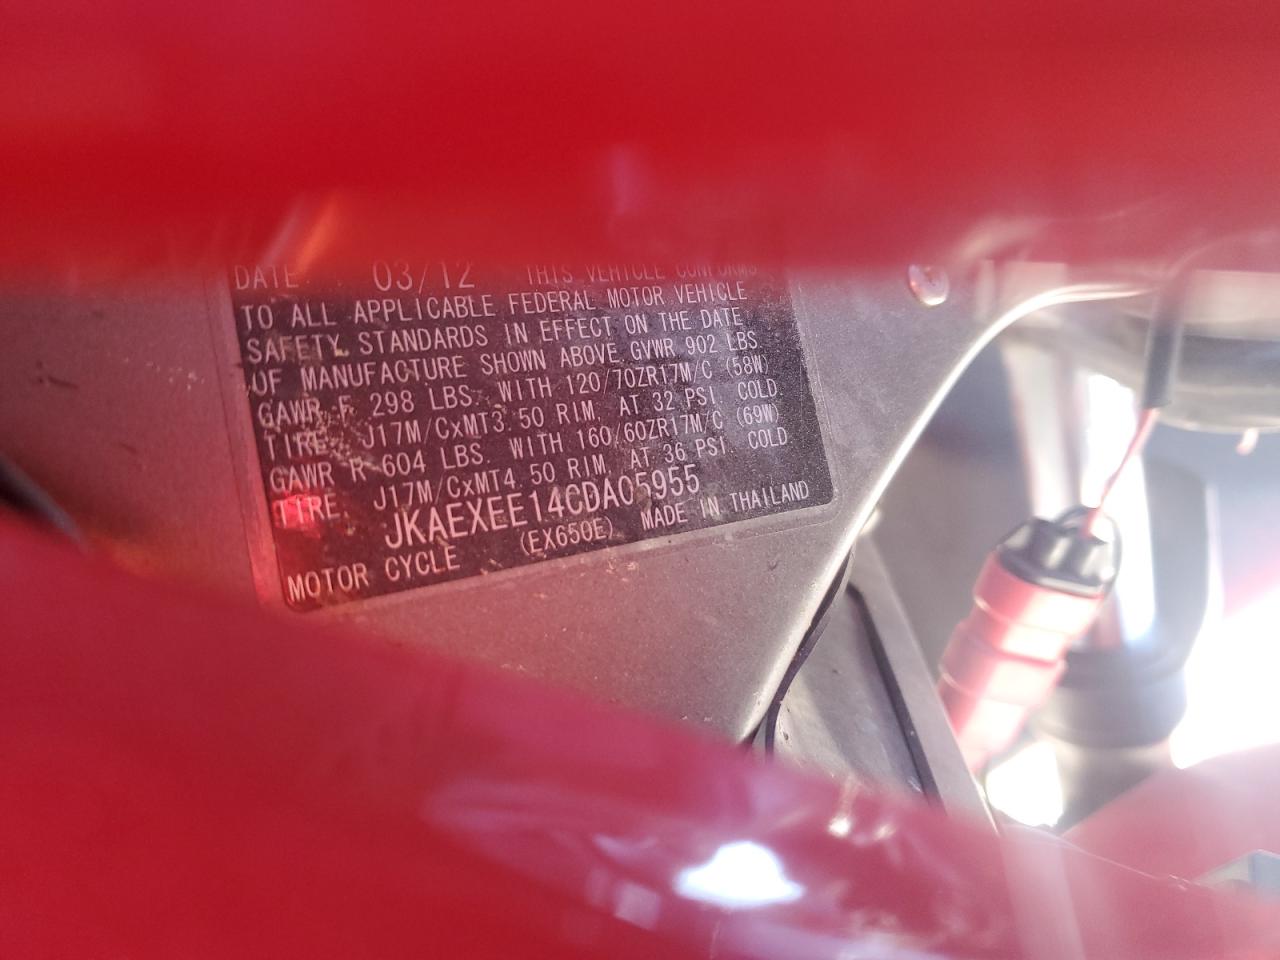 DATE 03/12 THIS VEHICLE CONFORMS
TO ALL APPLICABLE FEDERAL MOTOR VEHICLE
SAFETY STANDARDS IN EFFECT ON THE DATE
OF MANUFACTURE SHOWN ABOVE. GVWR 902 LBS.
GAWR F 298 LBS. WITH 120/70ZR17M/C (58W)
TIRE, J17M/CxMT3.50 RIM, AT 32 PSI. COLD.
GAWR R 604 LBS. WITH 160/60ZR17M/C (69W)
TIRE, J17M/CxMT4.50 RIM, AT 36 PSI. COLD
JKAEXEE14CDA05955
MOTOR CYCLE (EX650E) MADE IN THAILAND